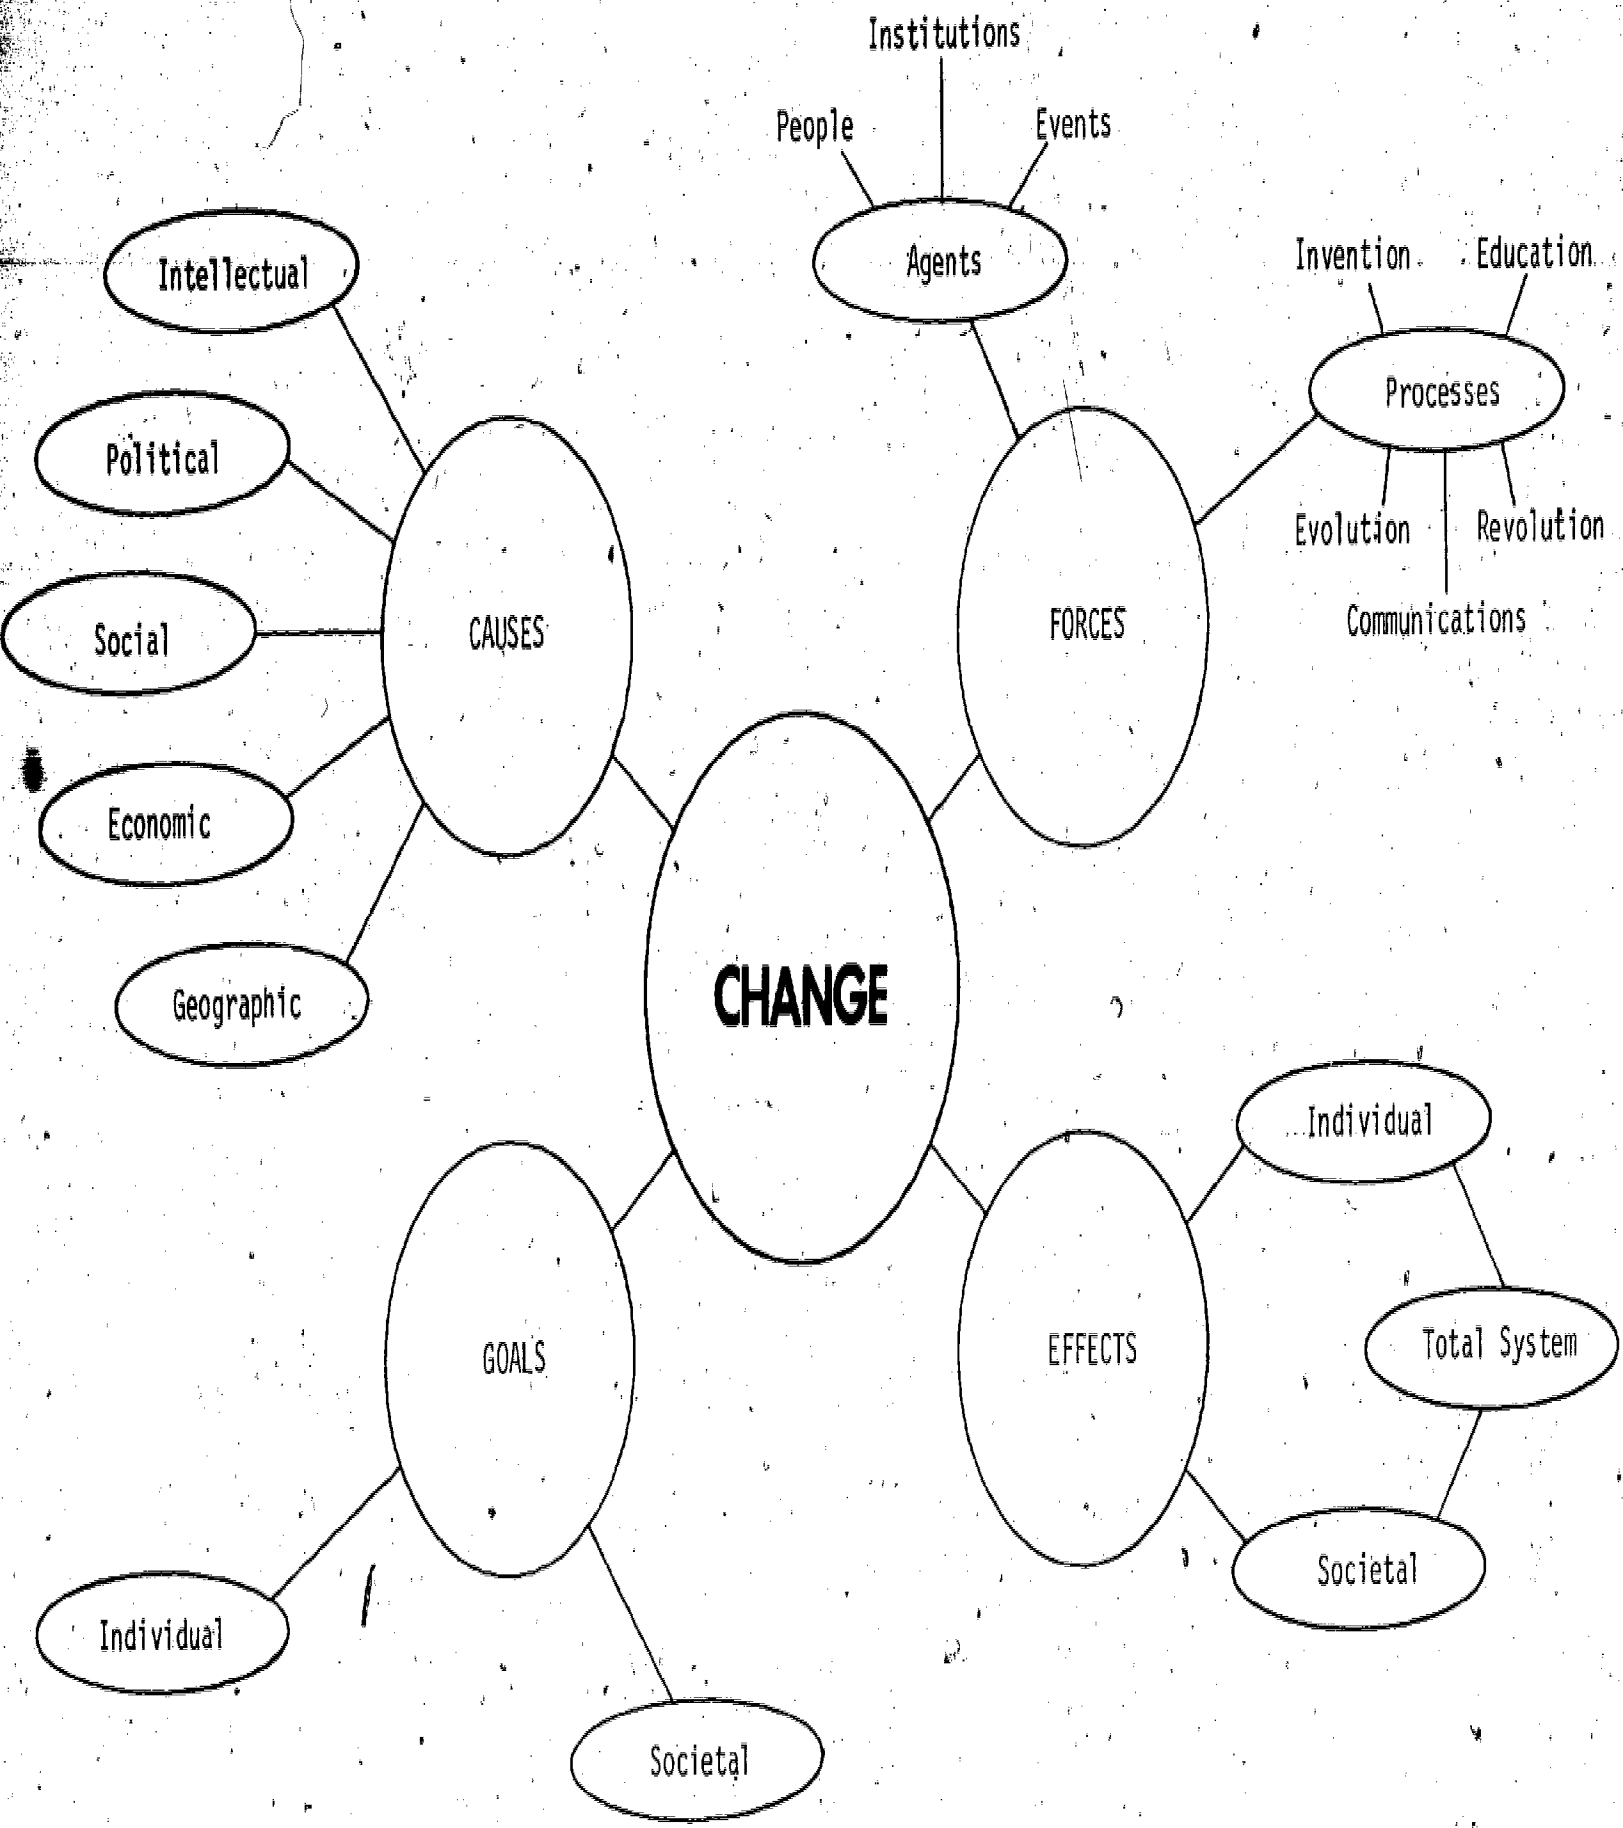 Institutions
People
Events
Agents
Intellectual
Invention
Education
Processes
Evolution
Revolution
Communications
Political
Social
CAUSES
FORCES
Economic
Geographic
CHANGE
Individual
Total System
EFFECTS
Societal
GOALS
Individual
Societal